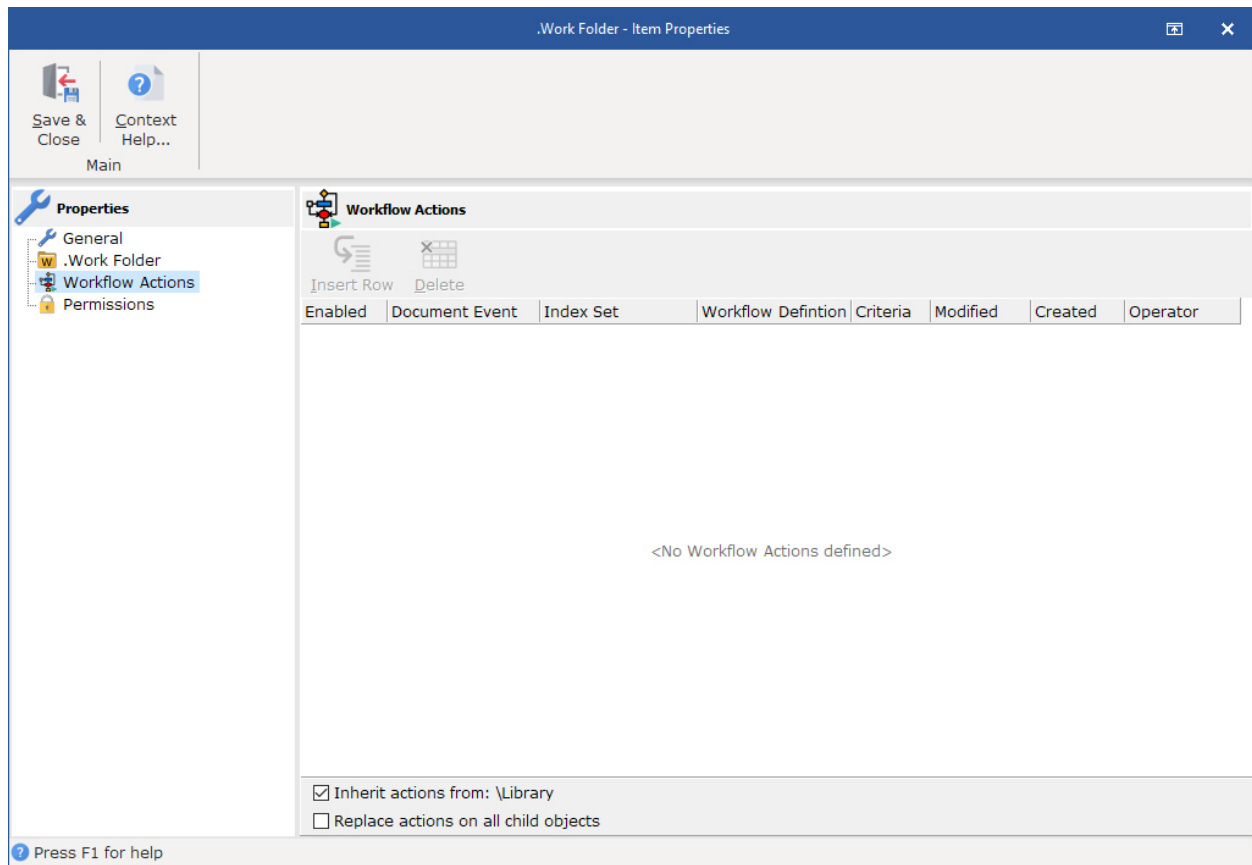 .Work Folder - Item Properties
Save & Close
Context Help...
Main
Properties
General
W .Work Folder
Workflow Actions
Permissions
Workflow Actions
Insert Row Delete
Enabled Document Event Index Set Workflow Defintion Criteria Modified Created Operator
<No Workflow Actions defined>
Inherit actions from: \Library
Replace actions on all child objects
Press F1 for help